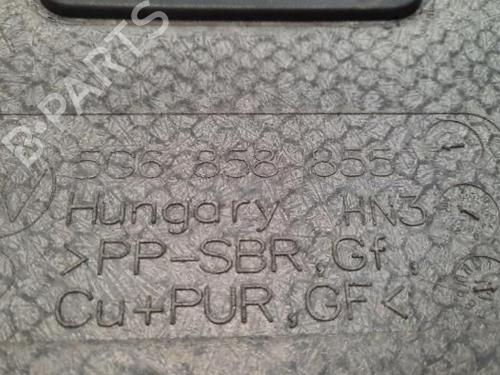 B-PARTS
5G6 858 855
Hungary HN3
>PP-SBR,Gf,
Cu+PUR,GF<